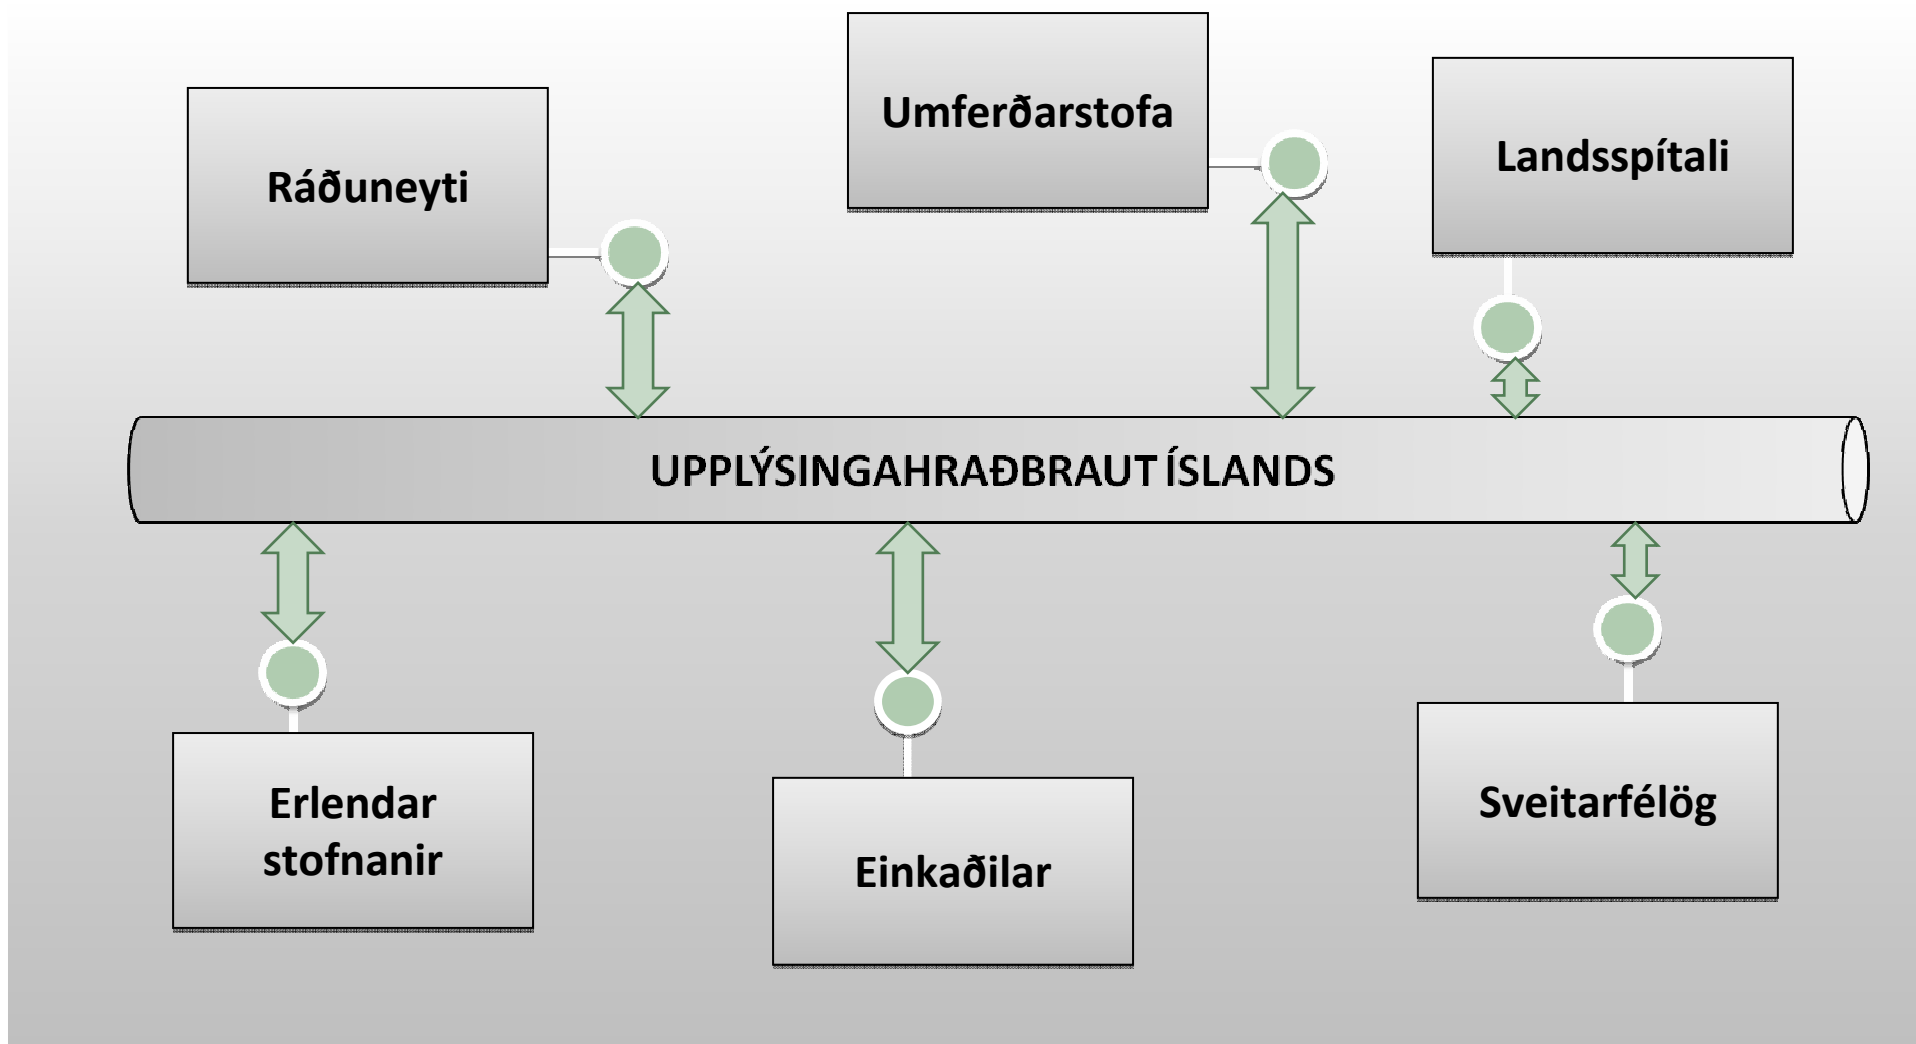 Umferðarstofa
Landsspítali
Ráðuneyti
UPPLÝSINGAHRAÐBRAUT ÍSLANDS
Erlendar
stofnanir
Einkaðilar
Sveitarfélög